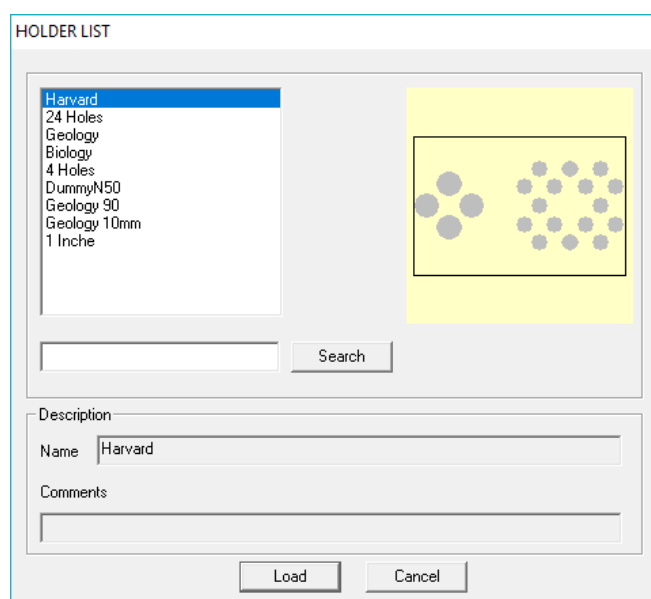 HOLDER LIST
Harvard
24 Holes
Geology
Biology
4 Holes
DummyN50
Geology 90
Geology 10mm
1 Inche
Search
Description
Name Harvard
Comments
Load Cancel